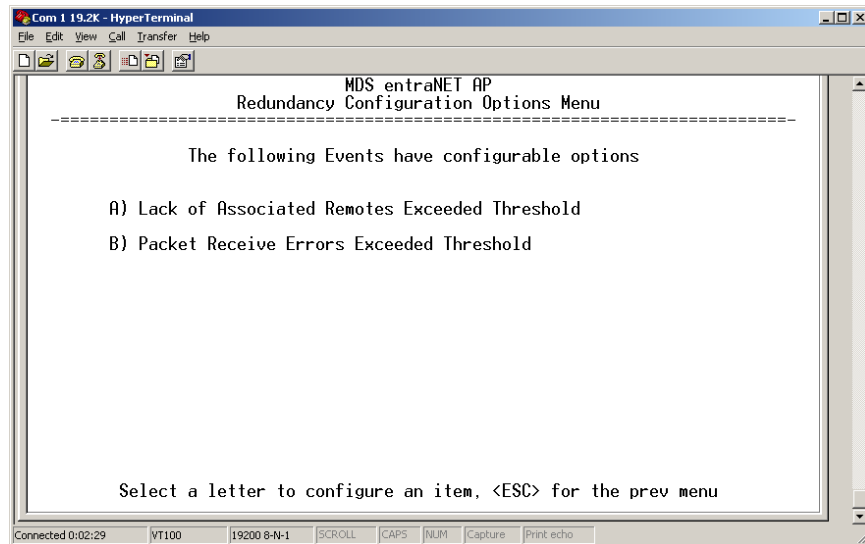 Com 1 19.2K - HyperTerminal
File Edit View Call Transfer Help
MDS entraNET AP
Redundancy Configuration Options Menu
-==========================================================================-
The following Events have configurable options
A) Lack of Associated Remotes Exceeded Threshold
B) Packet Receive Errors Exceeded Threshold
Select a letter to configure an item, <ESC> for the prev menu
Connected 0:02:29 VT100 19200 8-N-1 SCROLL CAPS NUM Capture Print echo